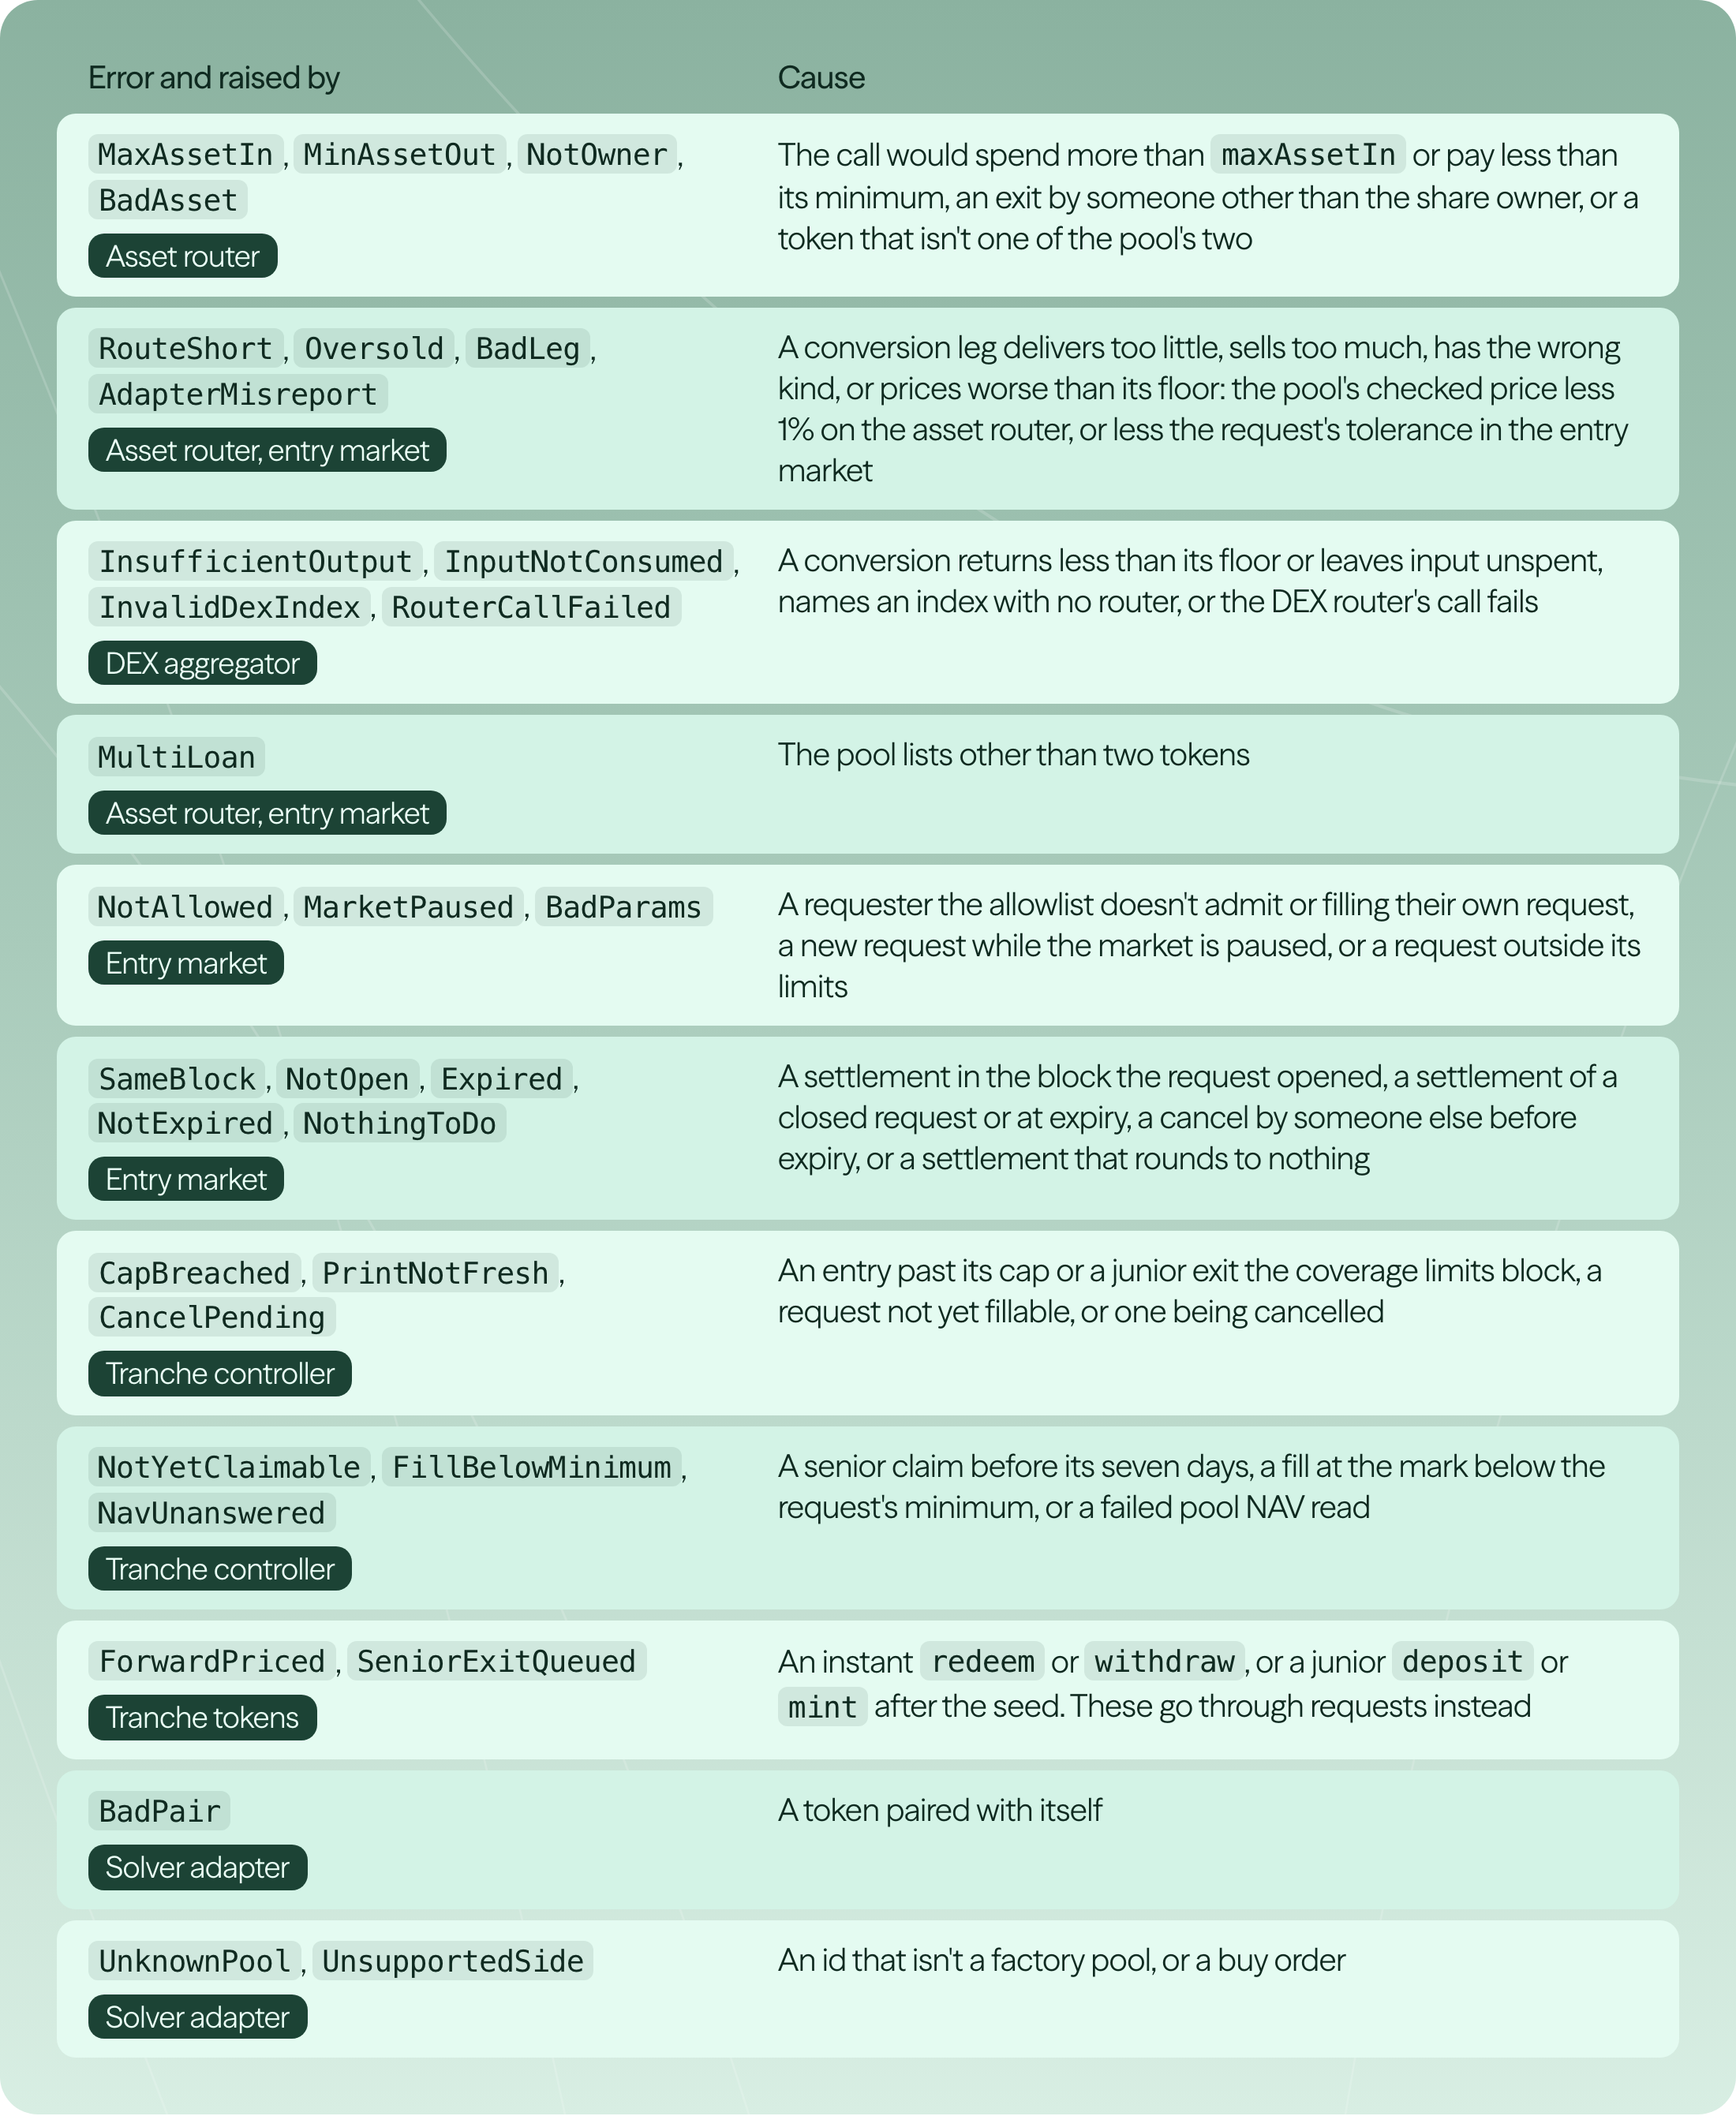 Error and raised by
Cause
MaxAssetIn, MinAssetOut, NotOwner,
BadAsset
Asset router
The call would spend more than maxAssetIn or pay less than
its minimum, an exit by someone other than the share owner, or a
token that isn't one of the pool's two
RouteShort, Oversold, BadLeg,
AdapterMisreport
Asset router, entry market
A conversion leg delivers too little, sells too much, has the wrong
kind, or prices worse than its floor: the pool's checked price less
1% on the asset router, or less the request's tolerance in the entry
market
InsufficientOutput, InputNotConsumed,
InvalidDexIndex, RouterCallFailed
DEX aggregator
A conversion returns less than its floor or leaves input unspent,
names an index with no router, or the DEX router's call fails
MultiLoan
Asset router, entry market
The pool lists other than two tokens
NotAllowed, MarketPaused, BadParams
Entry market
A requester the allowlist doesn't admit or filling their own request,
a new request while the market is paused, or a request outside its
limits
SameBlock, NotOpen, Expired,
NotExpired, NothingToDo
Entry market
A settlement in the block the request opened, a settlement of a
closed request or at expiry, a cancel by someone else before
expiry, or a settlement that rounds to nothing
CapBreached, PrintNotFresh,
CancelPending
Tranche controller
An entry past its cap or a junior exit the coverage limits block, a
request not yet fillable, or one being cancelled
NotYetClaimable, FillBelowMinimum,
NavUnanswered
Tranche controller
A senior claim before its seven days, a fill at the mark below the
request's minimum, or a failed pool NAV read
ForwardPriced, SeniorExitQueued
Tranche tokens
An instant redeem or withdraw, or a junior deposit or
mint after the seed. These go through requests instead
BadPair
Solver adapter
A token paired with itself
UnknownPool, UnsupportedSide
Solver adapter
An id that isn't a factory pool, or a buy order